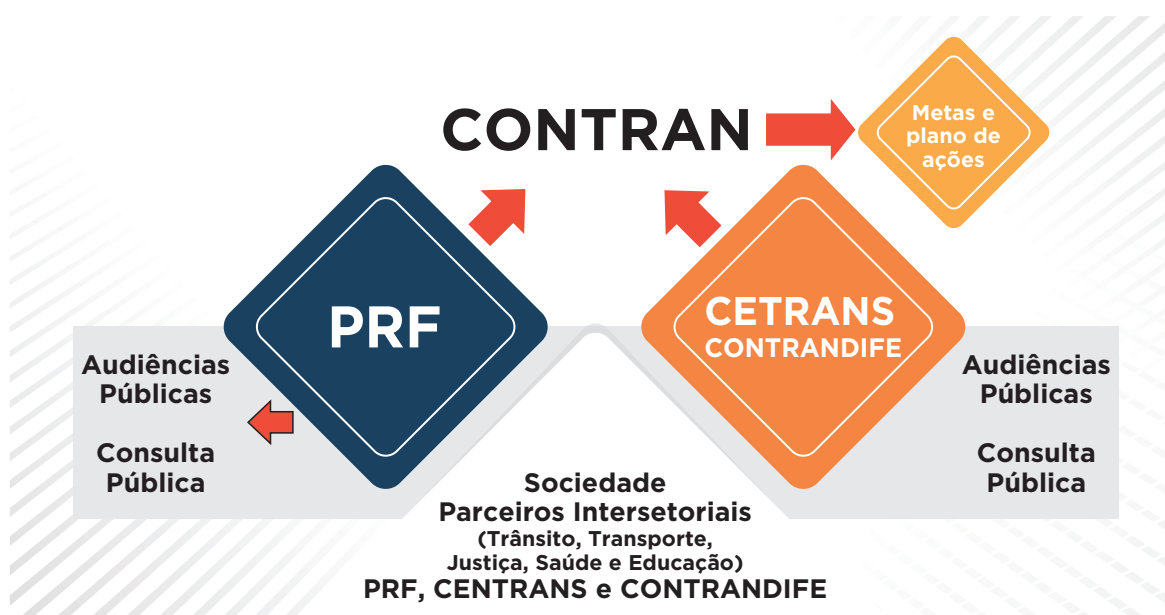 CONTRAN
Metas e
plano de
ações
PRF
CETRANS
CONTRANDIFE
Audiências
Públicas
Consulta
Pública
Audiências
Públicas
Consulta
Pública
Sociedade
Parceiros Intersetoriais
(Trânsito, Transporte,
Justiça, Saúde e Educação)
PRF, CENTRANS e CONTRANDIFE